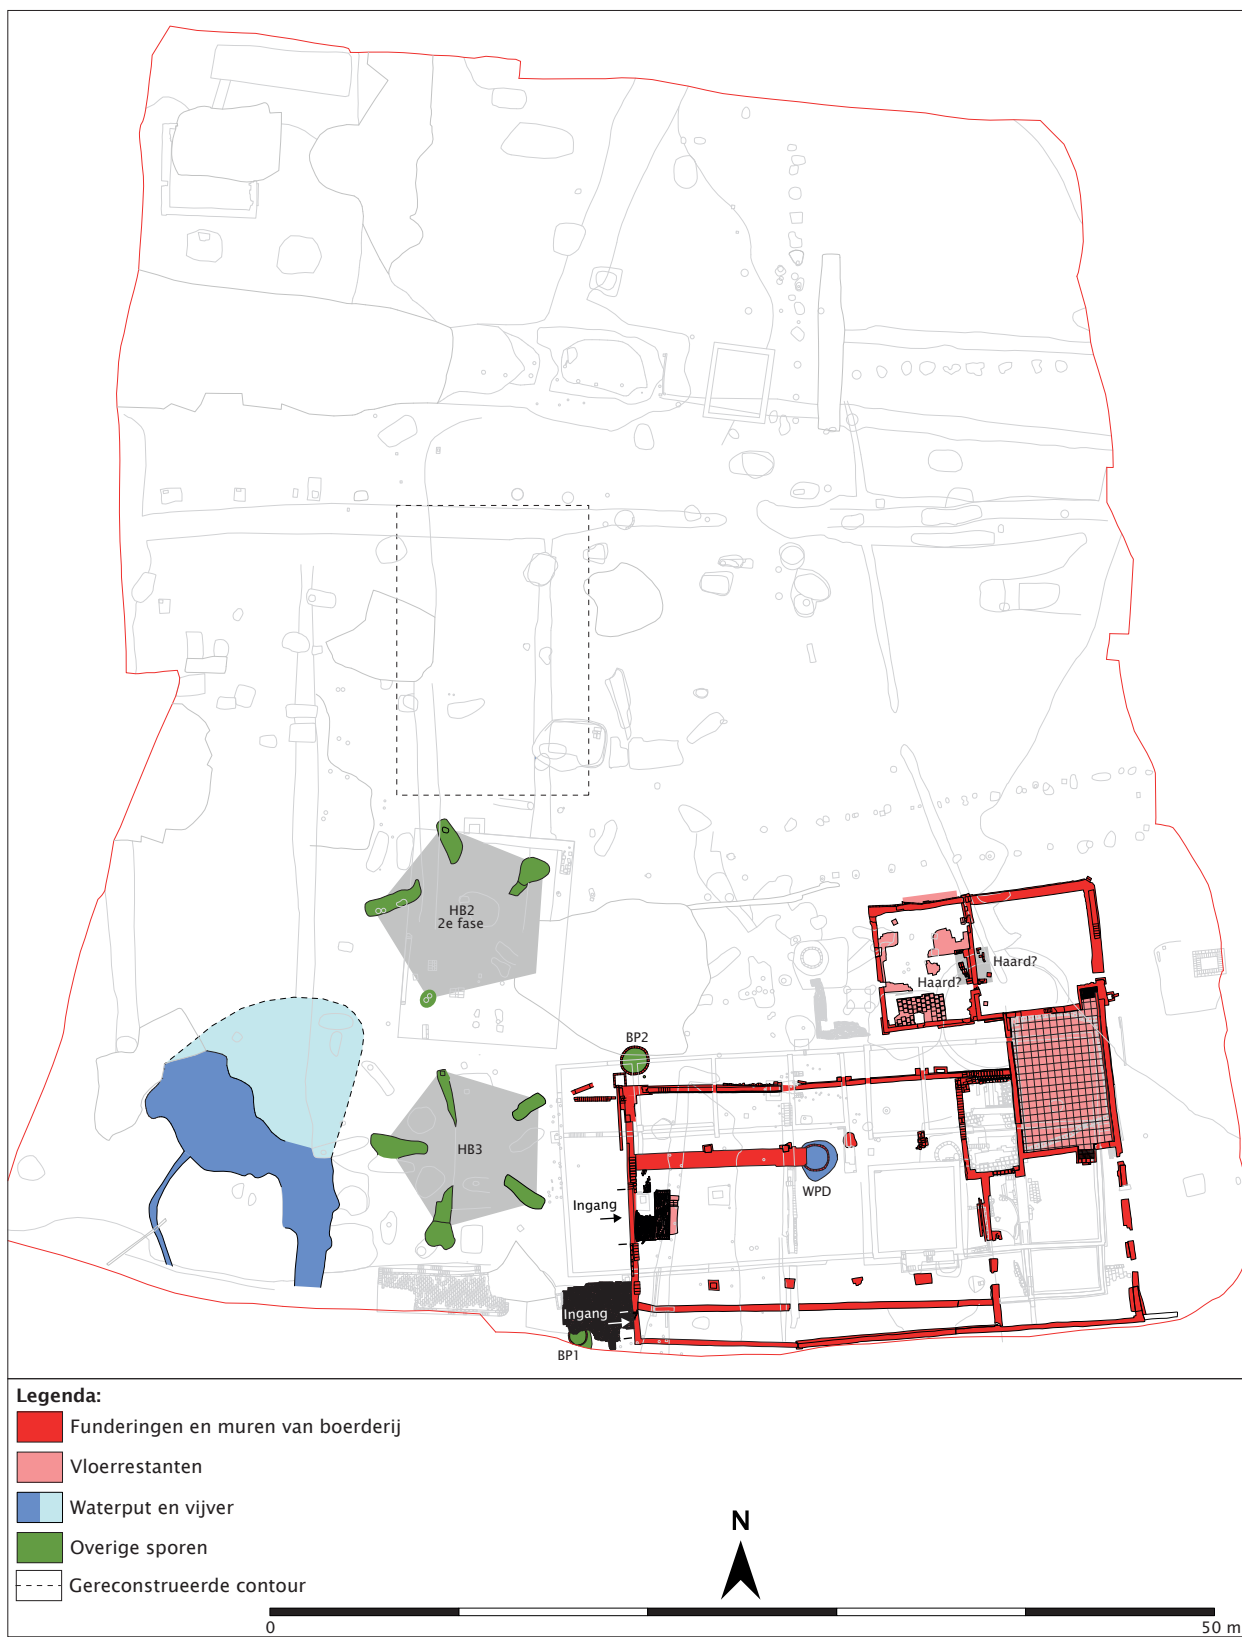 HB2
2e fase
Haard?
Haard?
BP2
HB3
WPD
Ingang
Ingang
BP1
Legenda:
Funderingen en muren van boerderij
Vloerrestanten
Waterput en vijver
Overige sporen
Gereconstrueerde contour
N
0
50 m